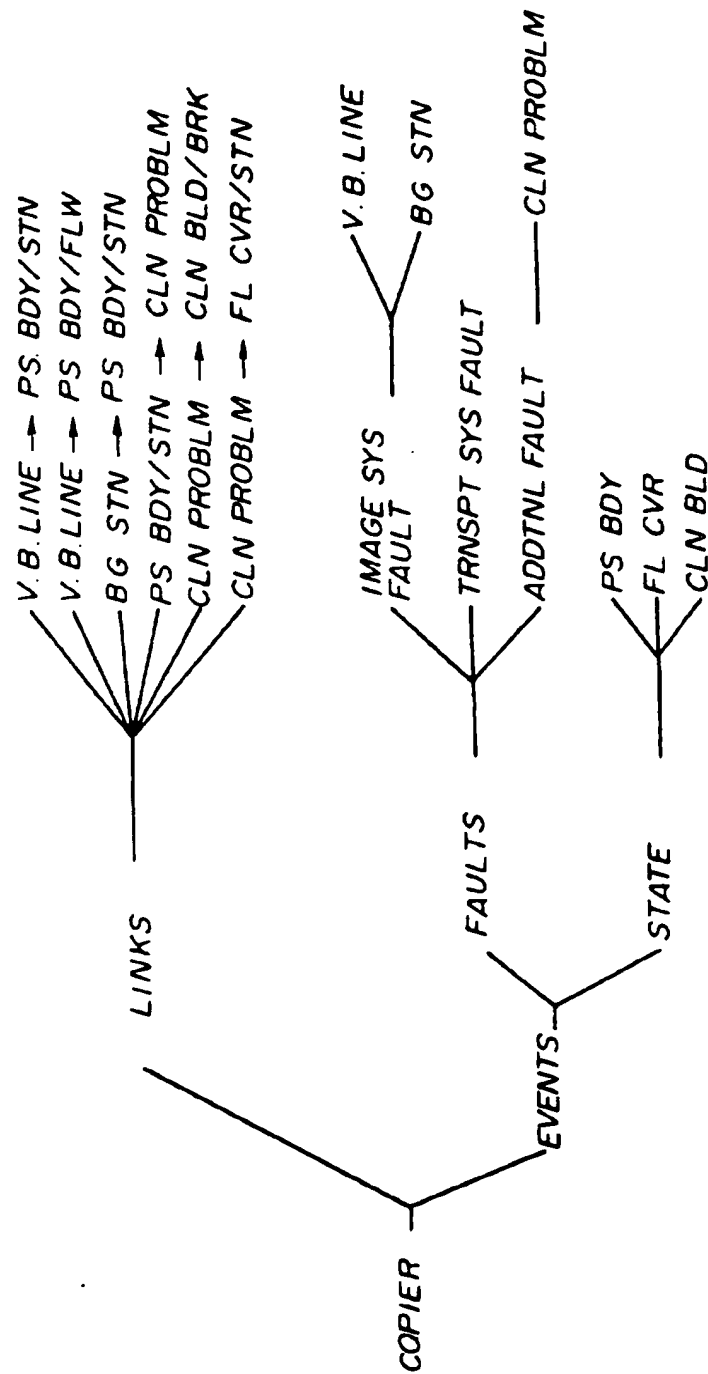 COPIER
LINKS
V.B. LINE → PS. BDY/STN
V.B. LINE → PS BDY/FLW
BG STN → PS BDY/STN
PS BDY/STN → CLN PROBLM
CLN PROBLM → CLN BLD/BRK
CLN PROBLM → FL CVR/STN
EVENTS
FAULTS
IMAGE SYS
FAULT
V.B. LINE
BG STN
TRNSPT SYS FAULT
ADDTNL FAULT
CLN PROBLM
STATE
PS BDY
FL CVR
CLN BLD